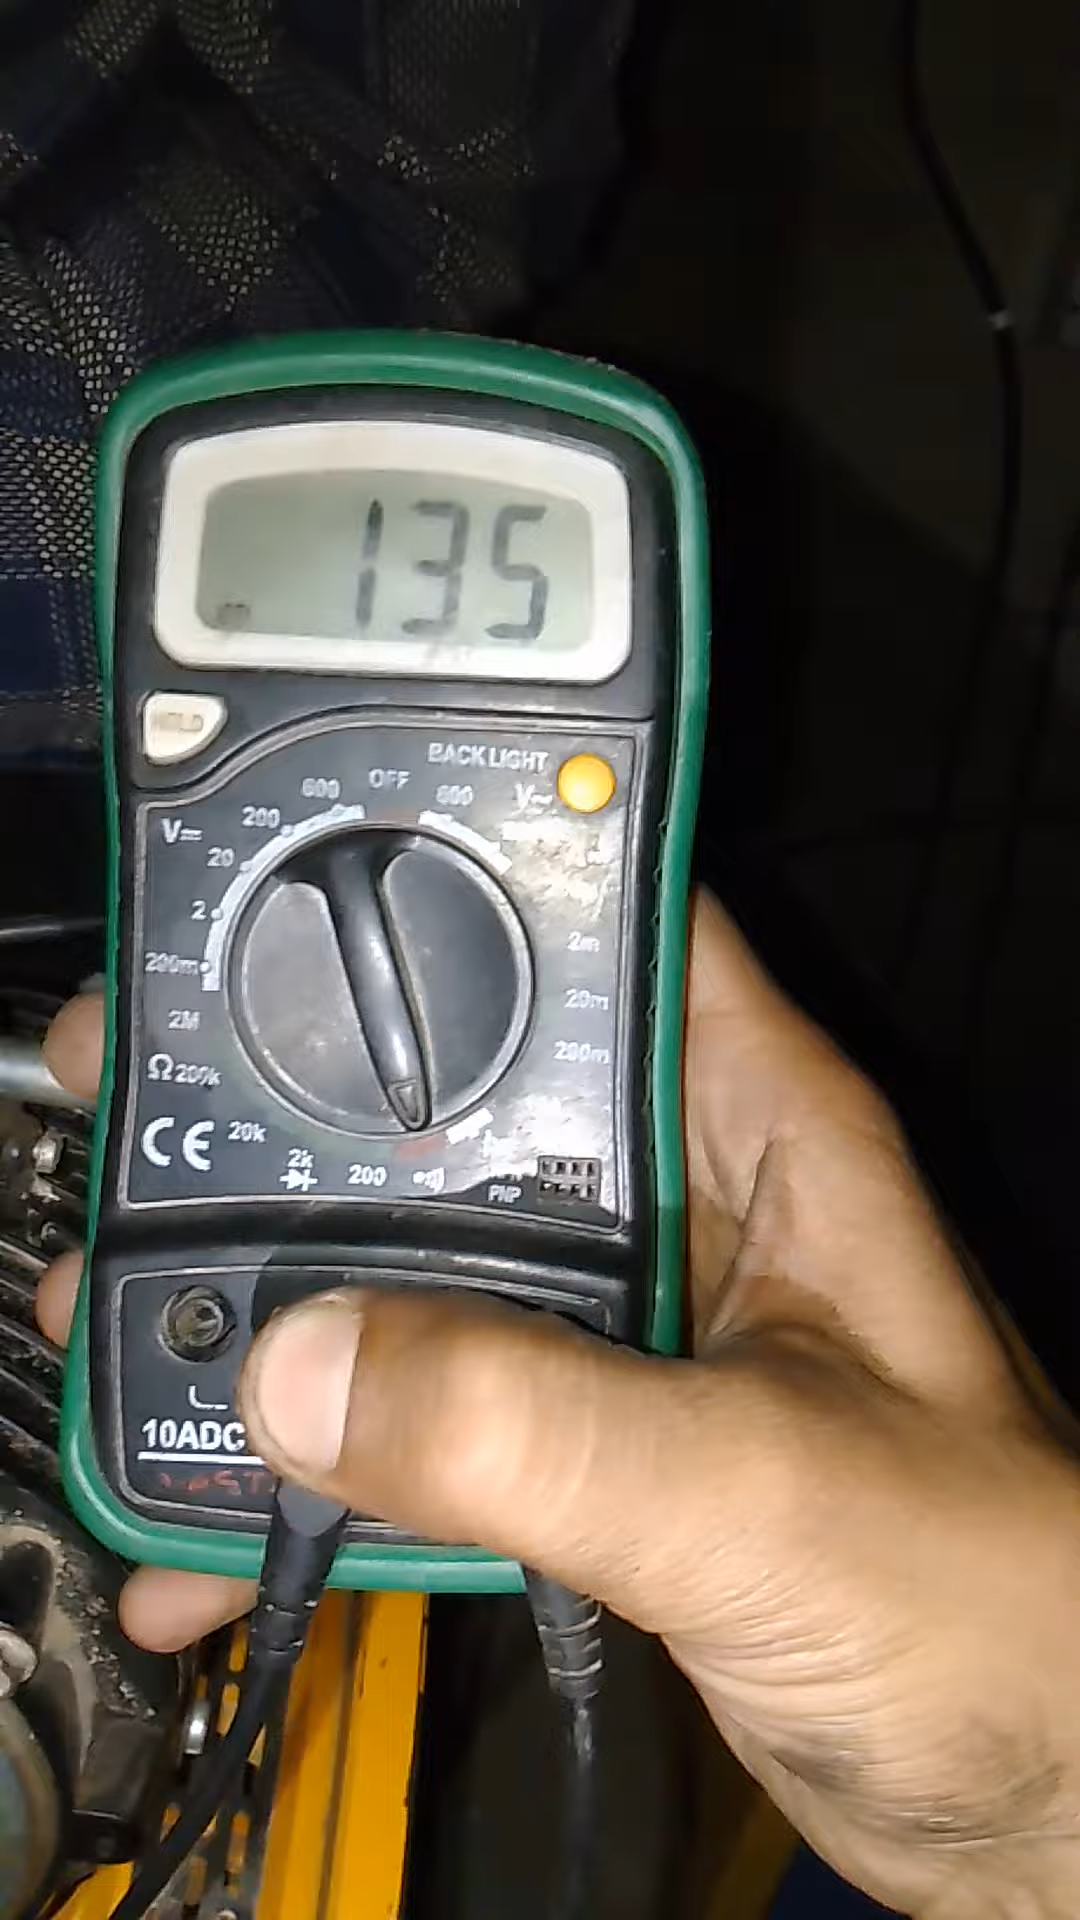 135
HOLD
BACK LIGHT
OFF
600
600
V~
200
V=
20
2
200m
2m
20m
2M
200m
Ω 200k
CE
20k
2k
200
PNP
10ADC